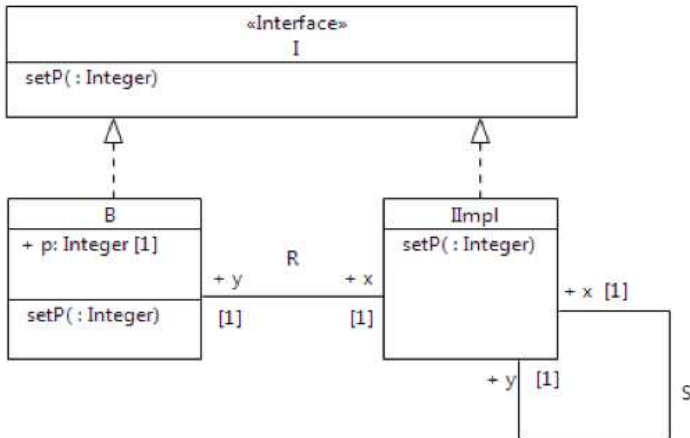 «Interface»
I
setP( : Integer)
B
+ p: Integer [1]
setP( : Integer)
+ y
[1]
R
+ x
[1]
IImpl
setP( : Integer)
+ x [1]
+ y [1]
S